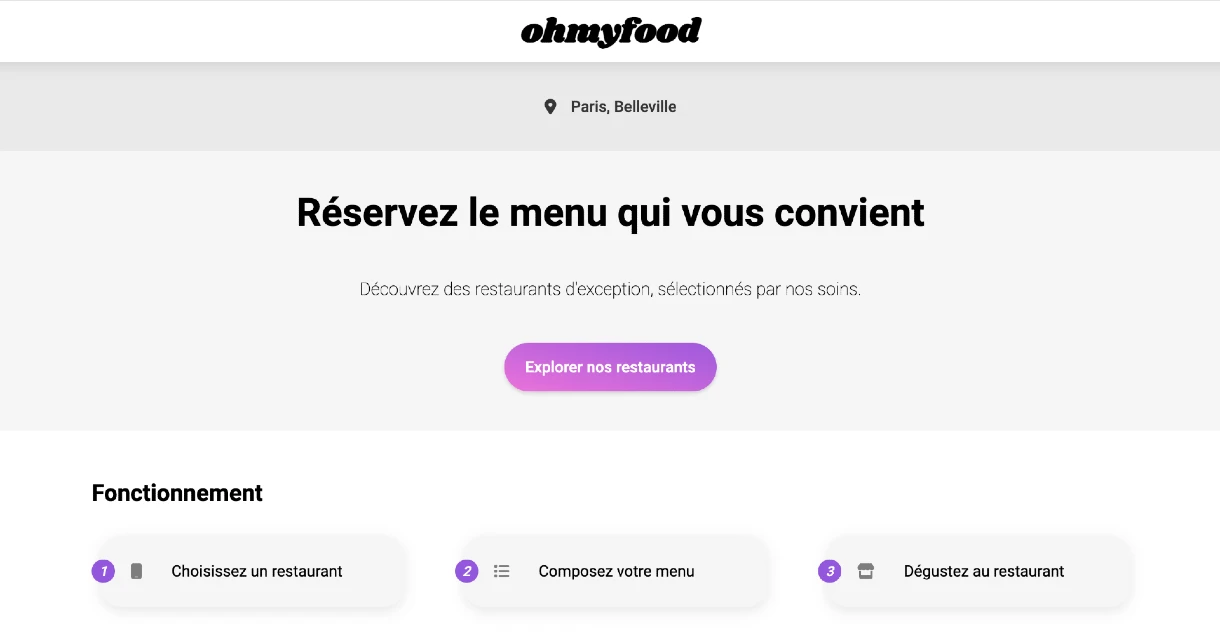 ohmyfood
Paris, Belleville
Réservez le menu qui vous convient
Découvrez des restaurants d'exception, sélectionnés par nos soins.
Explorer nos restaurants
Fonctionnement
1 Choisissez un restaurant
2 Composez votre menu
3 Dégustez au restaurant